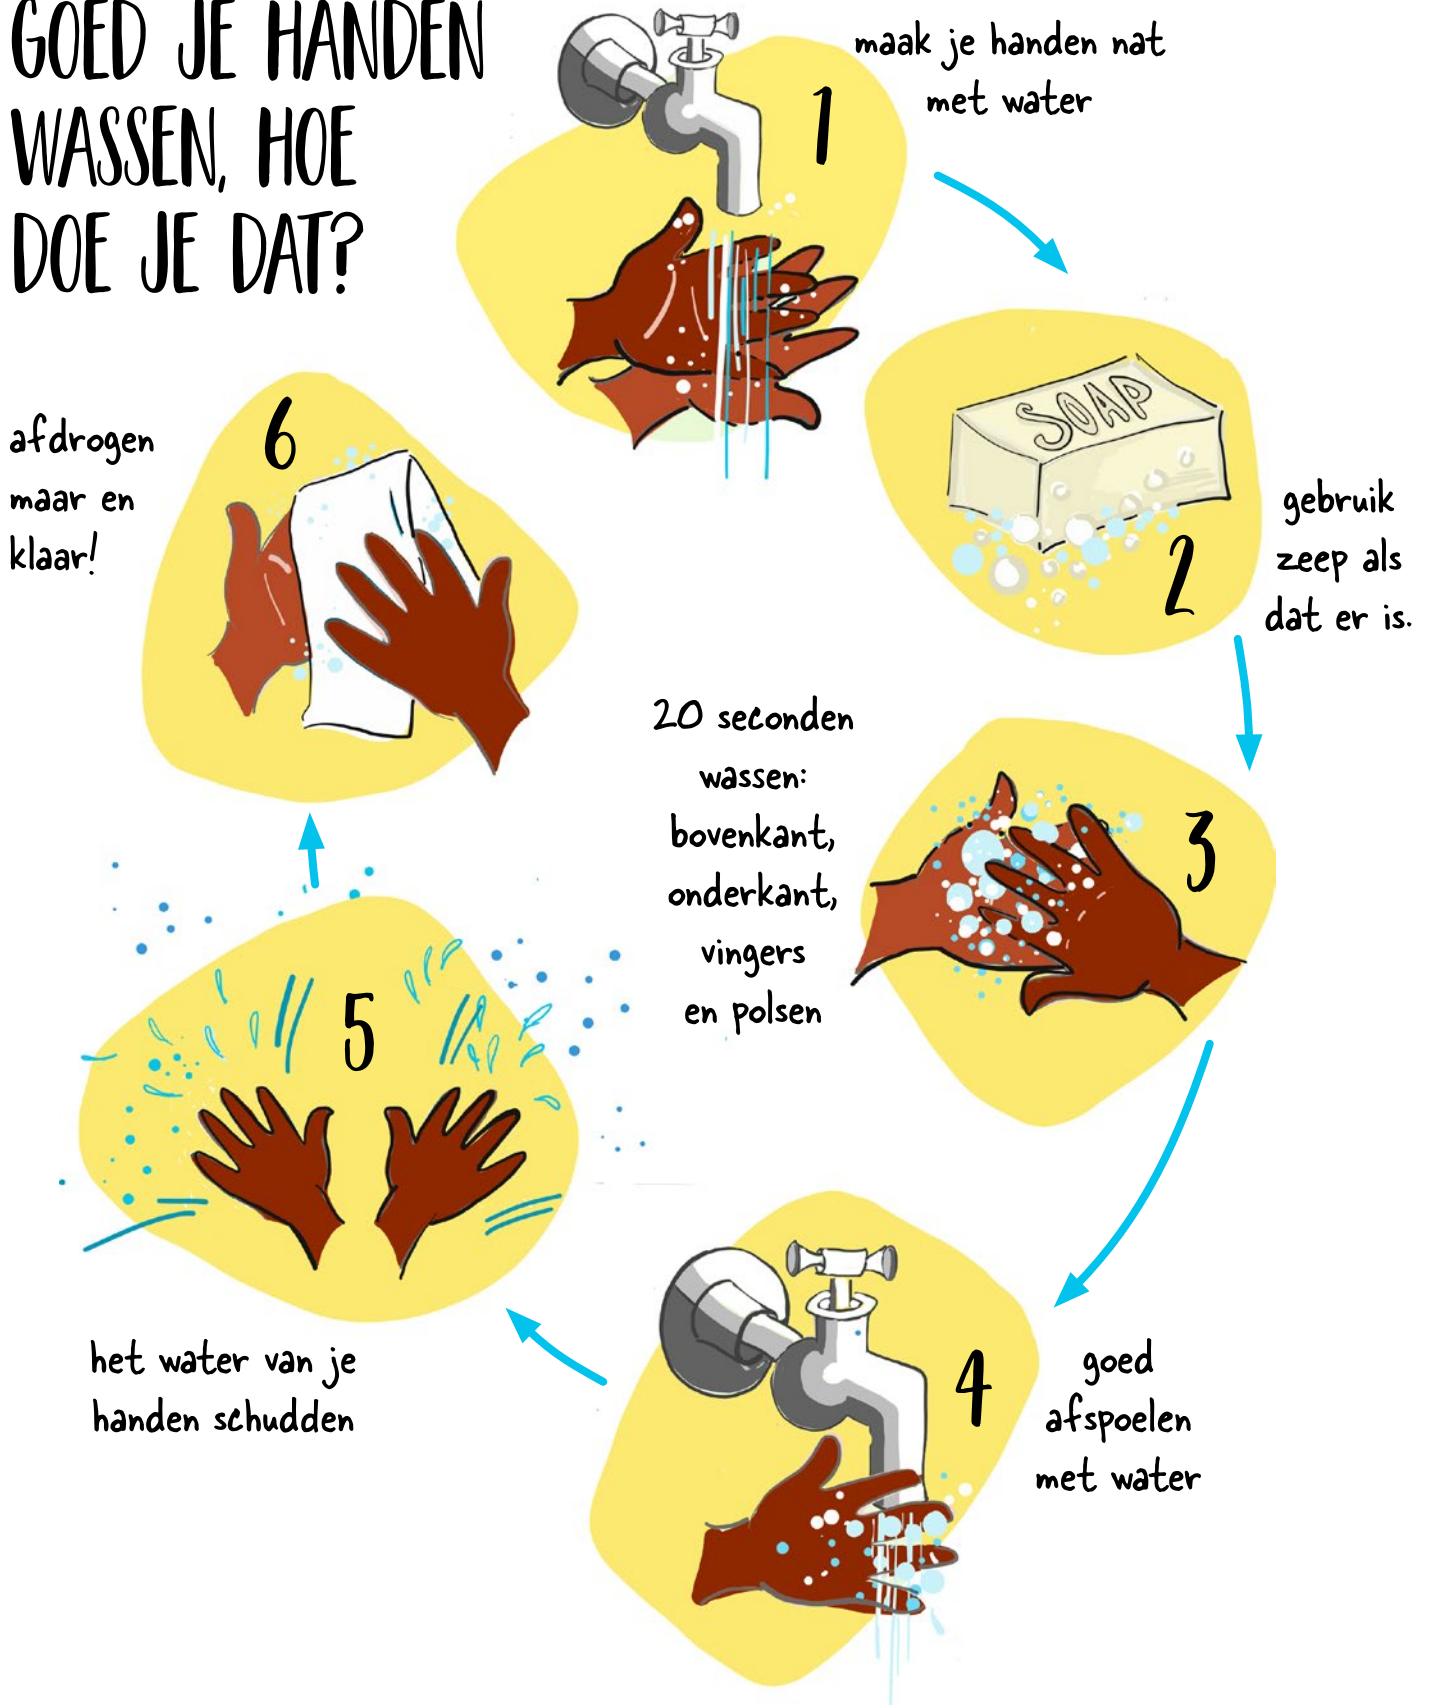 GOED JE HANDEN
WASSEN, HOE
DOE JE DAT?
1
maak je handen nat
met water
SOAP
2
gebruik
zeep als
dat er is.
3
20 seconden
wassen:
bovenkant,
onderkant,
vingers
en polsen
4
goed
afspoelen
met water
5
het water van je
handen schudden
6
afdrogen
maar en
klaar!